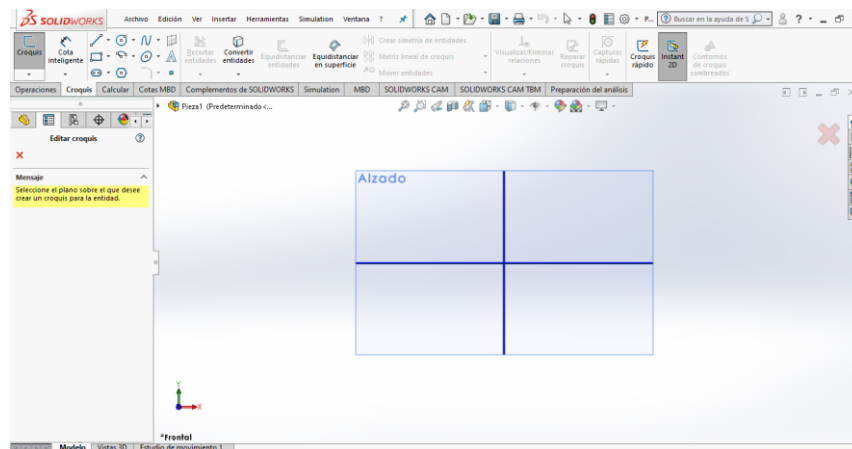 SOLIDWORKS Archivo Edición Ver Insertar Herramientas Simulation Ventana ? P... Buscar en la ayuda de S
Croquis Cota inteligente Recortar entidades Convertir entidades Equidistanciar entidades Equidistanciar en superficie Crear simetría de entidades Matriz lineal de croquis Mover entidades Visualizar/Eliminar relaciones Reparar croquis Capturas rápidas Croquis rápido Instant 2D Contornos de croquis sombreados
Operaciones Croquis Calcular Cotas MBD Complementos de SOLIDWORKS Simulation MBD SOLIDWORKS CAM SOLIDWORKS CAM TBM Preparación del análisis
Pieza1 (Predeterminado <...
Editar croquis
Mensaje
Seleccione el plano sobre el que desee
crear un croquis para la entidad.
Alzado
Y
X
*Frontal
Modelo Vistas 3D Estudio de movimiento 1